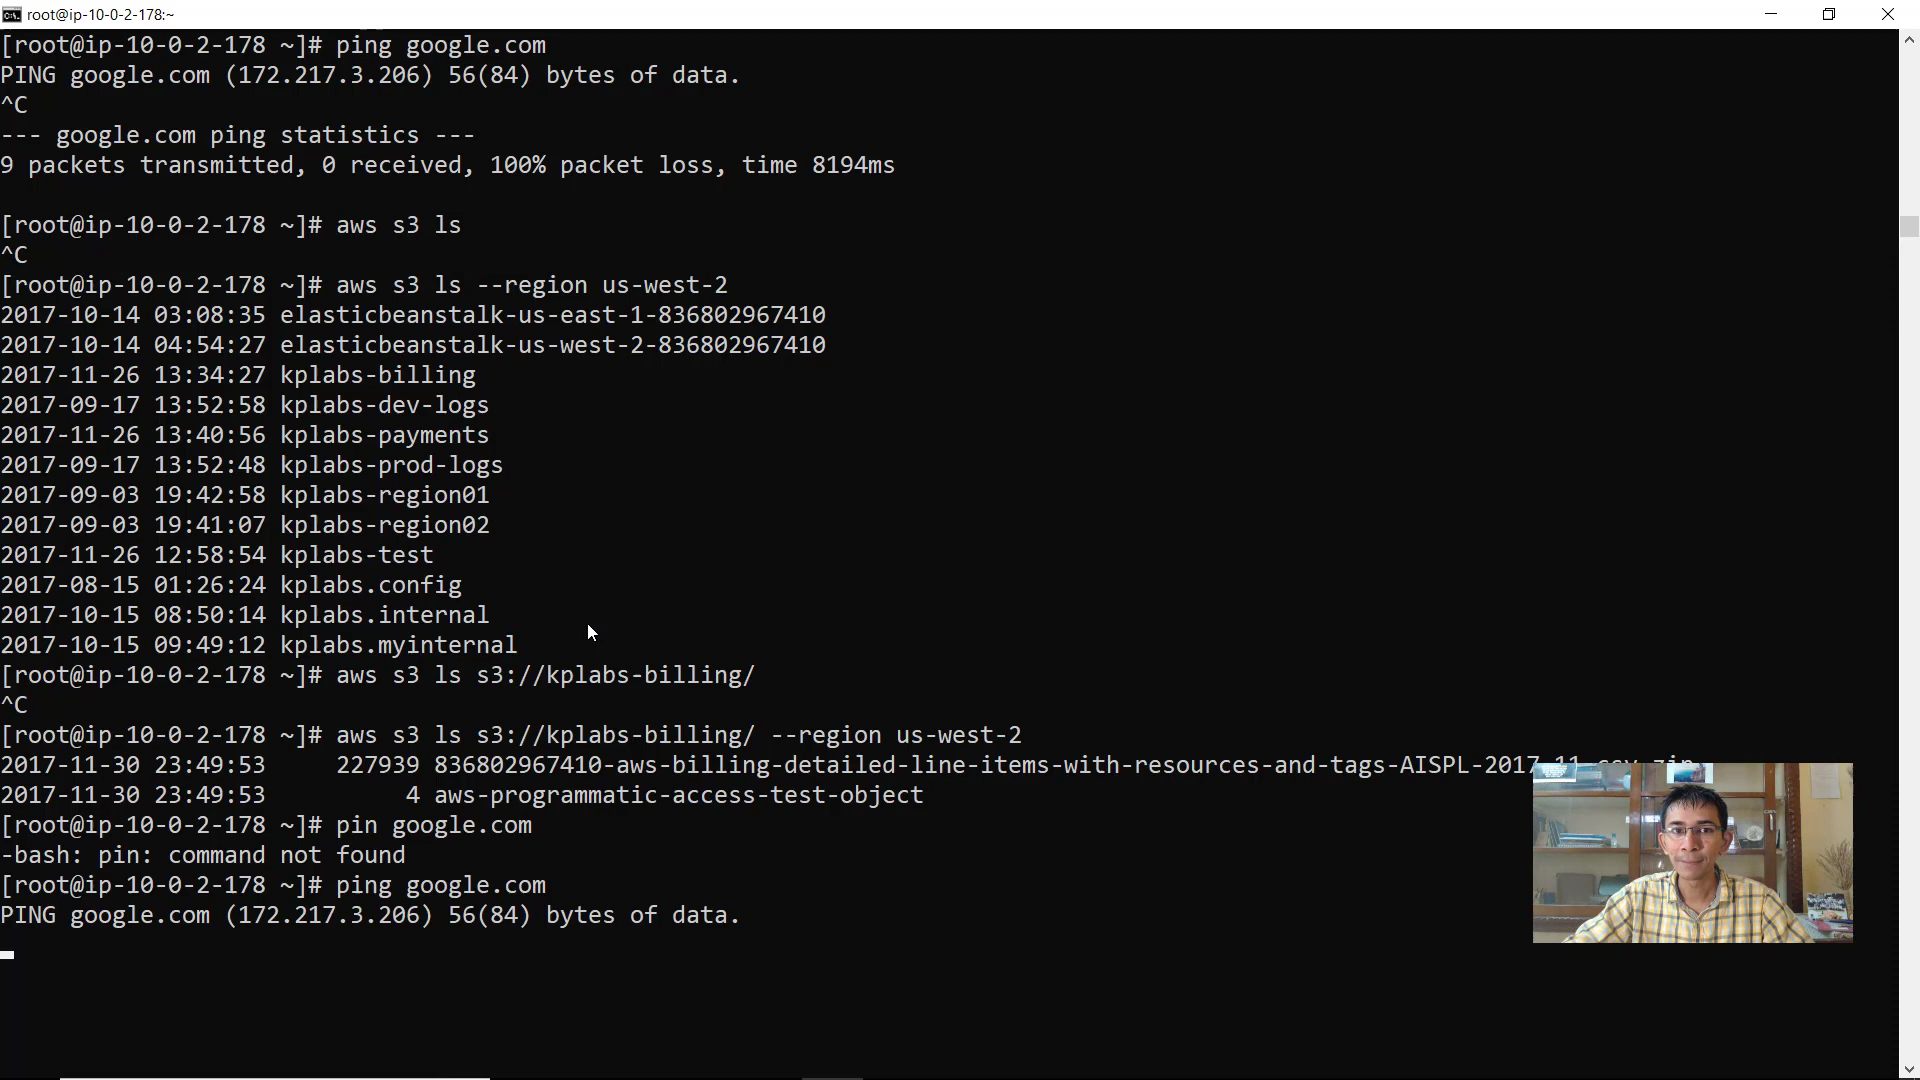 root@ip-10-0-2-178:~
[root@ip-10-0-2-178 ~]# ping google.com
PING google.com (172.217.3.206) 56(84) bytes of data.
^C
--- google.com ping statistics ---
9 packets transmitted, 0 received, 100% packet loss, time 8194ms
[root@ip-10-0-2-178 ~]# aws s3 ls
^C
[root@ip-10-0-2-178 ~]# aws s3 ls --region us-west-2
2017-10-14 03:08:35 elasticbeanstalk-us-east-1-836802967410
2017-10-14 04:54:27 elasticbeanstalk-us-west-2-836802967410
2017-11-26 13:34:27 kplabs-billing
2017-09-17 13:52:58 kplabs-dev-logs
2017-11-26 13:40:56 kplabs-payments
2017-09-17 13:52:48 kplabs-prod-logs
2017-09-03 19:42:58 kplabs-region01
2017-09-03 19:41:07 kplabs-region02
2017-11-26 12:58:54 kplabs-test
2017-08-15 01:26:24 kplabs.config
2017-10-15 08:50:14 kplabs.internal
2017-10-15 09:49:12 kplabs.myinternal
[root@ip-10-0-2-178 ~]# aws s3 ls s3://kplabs-billing/
^C
[root@ip-10-0-2-178 ~]# aws s3 ls s3://kplabs-billing/ --region us-west-2
2017-11-30 23:49:53     227939 836802967410-aws-billing-detailed-line-items-with-resources-and-tags-AISPL-2017-11.csv.zip
2017-11-30 23:49:53          4 aws-programmatic-access-test-object
[root@ip-10-0-2-178 ~]# pin google.com
-bash: pin: command not found
[root@ip-10-0-2-178 ~]# ping google.com
PING google.com (172.217.3.206) 56(84) bytes of data.